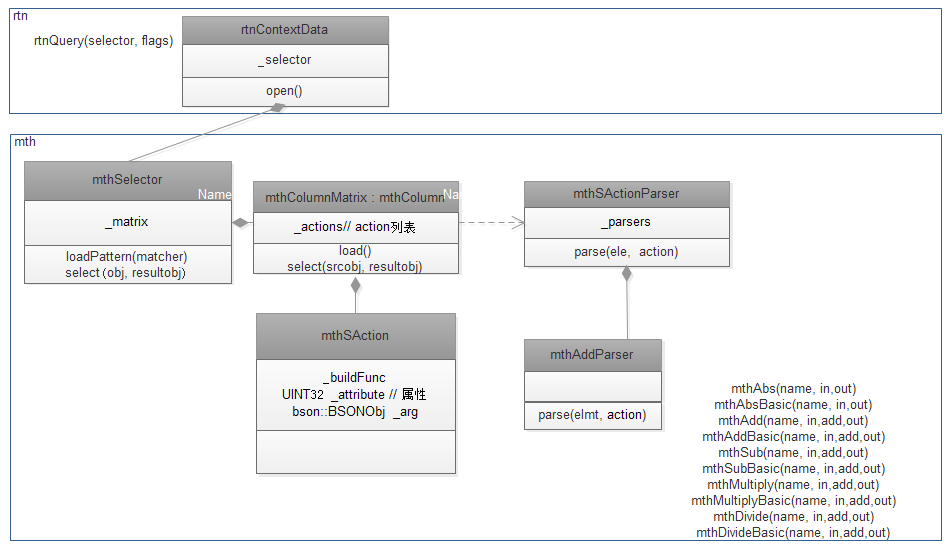 rtn
rtnQuery(selector, flags)
rtnContextData
_selector
open()
mth
mthSelector
Name
_matrix
loadPattern(matcher)
select (obj, resultobj)
mthColumnMatrix : mthColumn
Na
_actions// action列表
load()
select(srcobj, resultobj)
mthSActionParser
_parsers
parse(ele, action)
mthSAction
_buildFunc
UINT32 _attribute // 属性
bson::BSONObj _arg
mthAddParser
parse(elmt, action)
mthAbs(name, in,out)
mthAbsBasic(name, in,out)
mthAdd(name, in,add,out)
mthAddBasic(name, in,add,out)
mthSub(name, in,add,out)
mthSubBasic(name, in,add,out)
mthMultiply(name, in,add,out)
mthMultiplyBasic(name, in,add,out)
mthDivide(name, in,add,out)
mthDivideBasic(name, in,add,out)